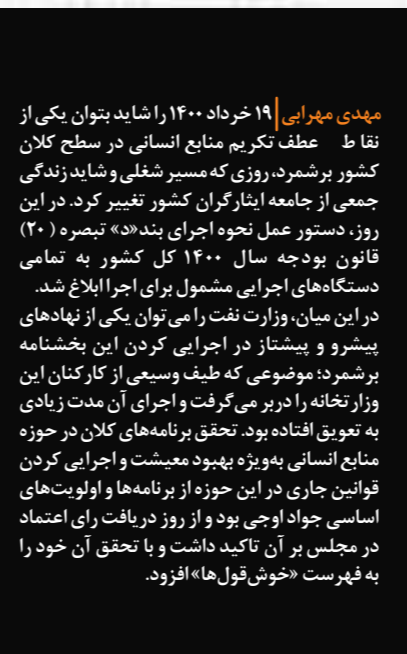 مهدی مهرابی| ۱۹ خرداد ۱۴۰۰ را شاید بتوان یکی از
نقا ط عطف تکریم منابع انسانی در سطح کلان
کشور برشمرد، روزی که مسیر شغلی و شاید زندگی
جمعی از جامعه ایثارگران کشور تغییر کرد. در این
روز، دستور عمل نحوه اجرای بند«د» تبصره ( ۲۰)
قانون بودجه سال ۱۴۰۰ کل کشور به تمامی
دستگاه‌های اجرایی مشمول برای اجرا ابلاغ شد.
در این میان، وزارت نفت را می‌توان یکی از نهادهای
پیشرو و پیشتاز در اجرایی کردن این بخشنامه
برشمرد؛ موضوعی که طیف وسیعی از کارکنان این
وزارتخانه را دربر می‌گرفت و اجرای آن مدت زیادی
به تعویق افتاده بود. تحقق برنامه‌های کلان در حوزه
منابع انسانی به‌ویژه بهبود معیشت و اجرایی کردن
قوانین جاری در این حوزه از برنامه‌ها و اولویت‌های
اساسی جواد اوجی بود و از روز دریافت رای اعتماد
در مجلس بر آن تاکید داشت و با تحقق آن خود را
به فهرست «خوش‌قول‌ها» افزود.